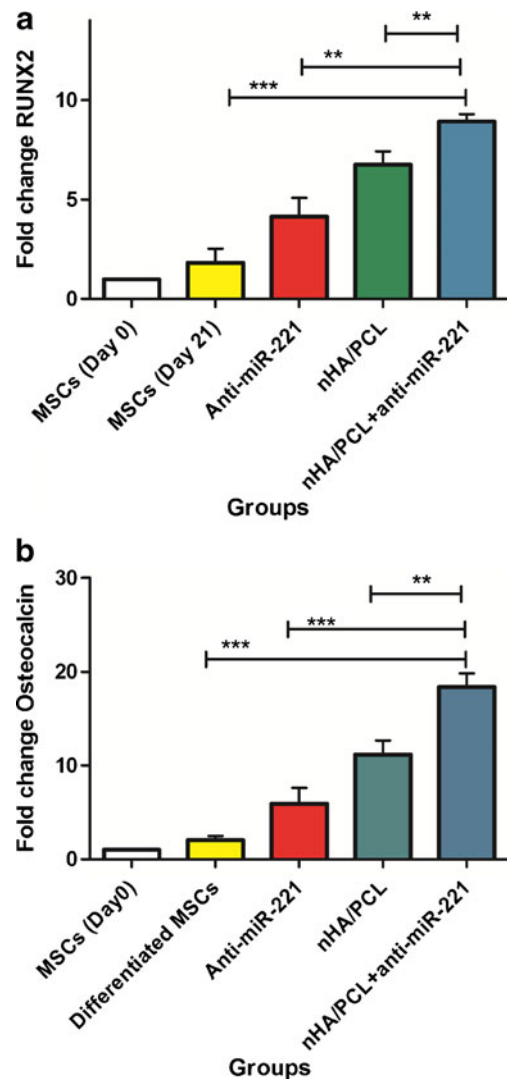 a
**
**
***
Fold change RUNX2
10
5
0
MSCs (Day 0)
MSCs (Day 21)
Anti-miR-221
nHA/PCL
nHA/PCL+anti-miR-221
Groups
b
**
***
***
Fold change Osteocalcin
30
20
10
0
MSCs (Day0)
Differentiated MSCs
Anti-miR-221
nHA/PCL
nHA/PCL+anti-miR-221
Groups